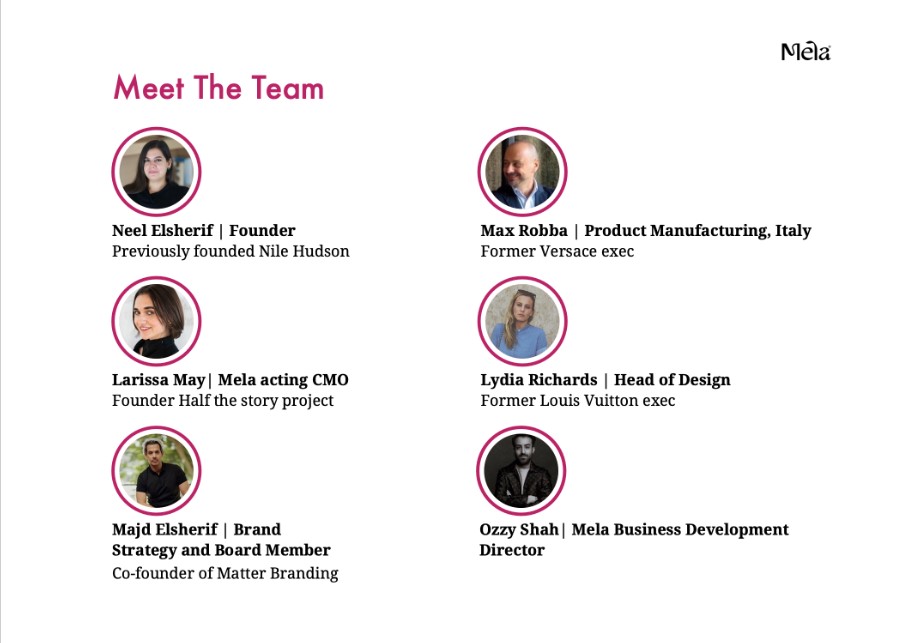 Mela
Meet The Team
Neel Elsherif | Founder
Previously founded Nile Hudson
Max Robba | Product Manufacturing, Italy
Former Versace exec
Larissa May| Mela acting CMO
Founder Half the story project
Lydia Richards | Head of Design
Former Louis Vuitton exec
Majd Elsherif | Brand
Strategy and Board Member
Co-founder of Matter Branding
Ozzy Shah| Mela Business Development
Director